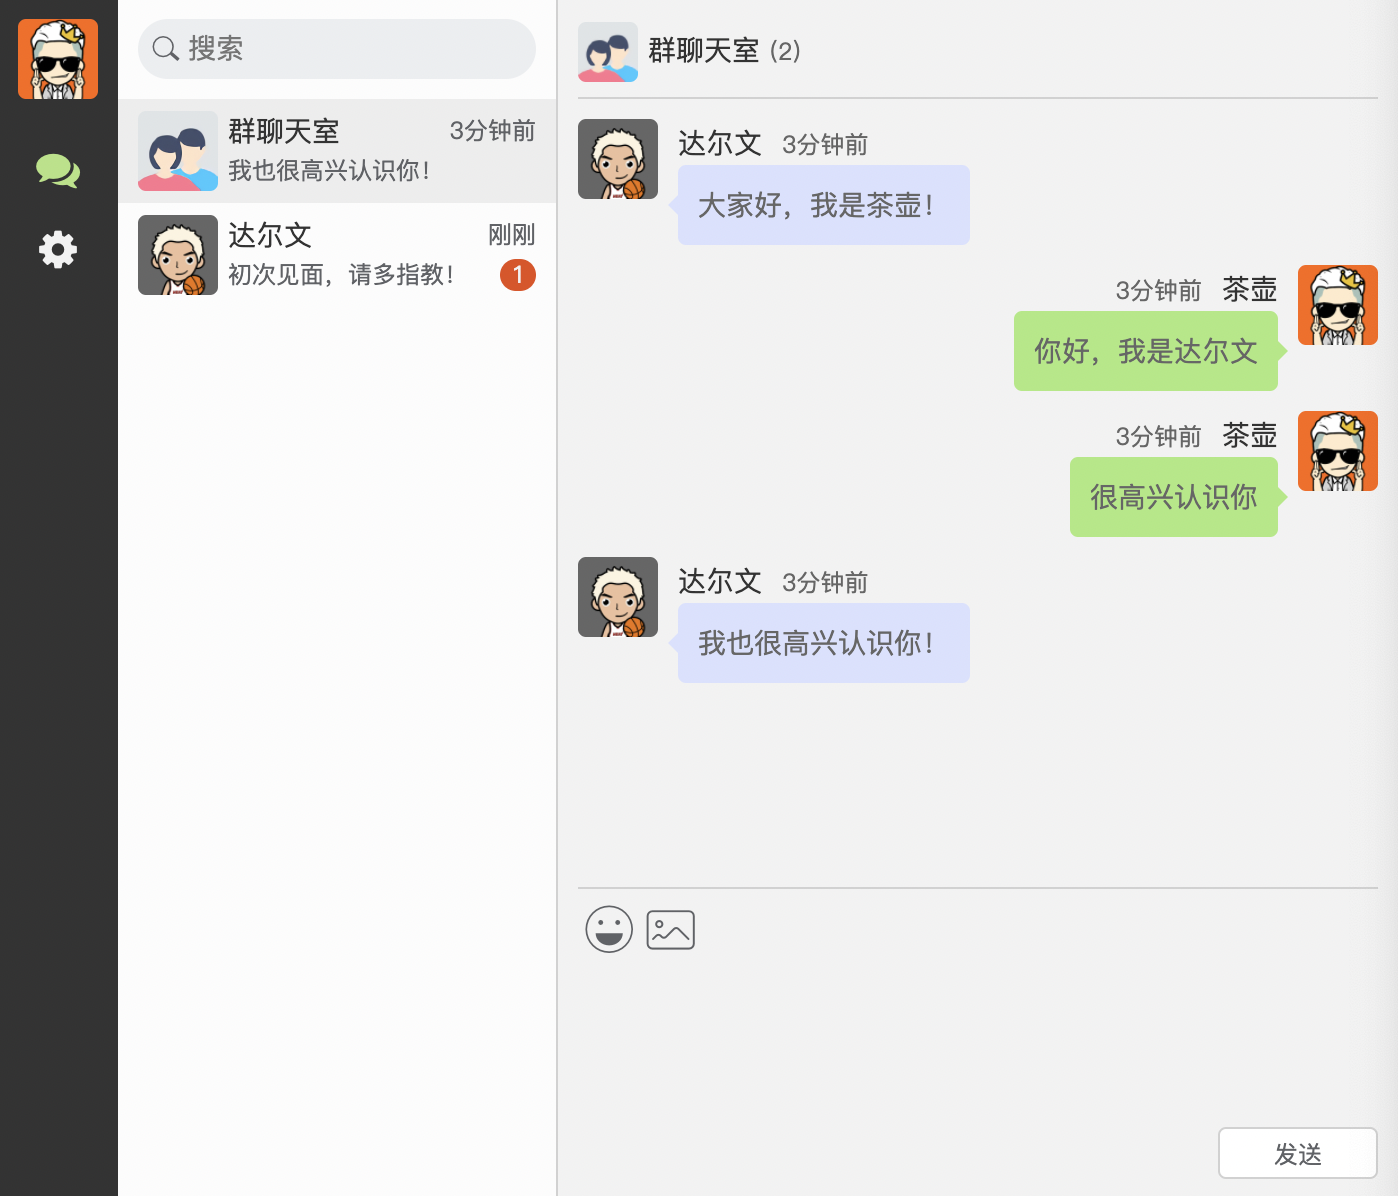 搜索
群聊天室 3分钟前
我也很高兴认识你！
达尔文 刚刚
初次见面，请多指教！ 1
群聊天室 (2)
达尔文 3分钟前
大家好，我是茶壶！
3分钟前 茶壶
你好，我是达尔文
3分钟前 茶壶
很高兴认识你
达尔文 3分钟前
我也很高兴认识你！
发送